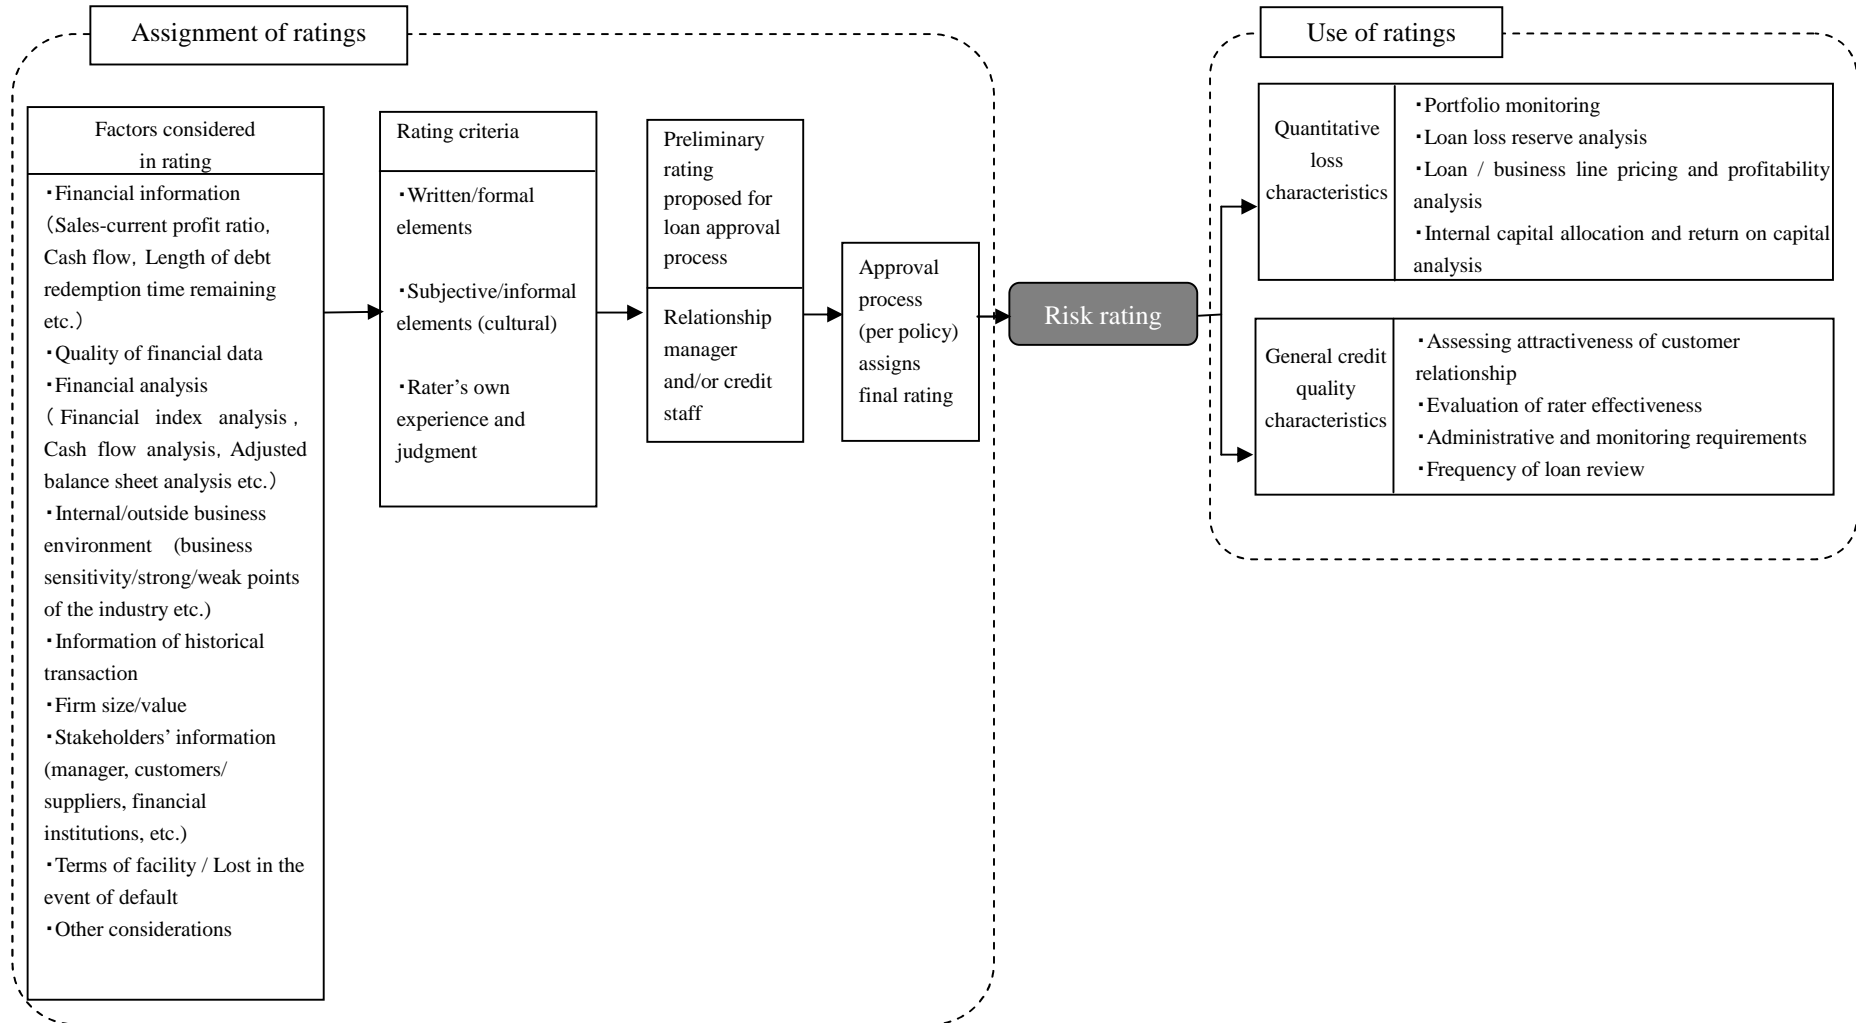 Assignment of ratings
Factors considered
in rating
・Financial information
（Sales-current profit ratio,
Cash flow, Length of debt
redemption time remaining
etc.）
・Quality of financial data
・Financial analysis
（Financial index analysis,
Cash flow analysis, Adjusted
balance sheet analysis etc.）
・Internal/outside business
environment (business
sensitivity/strong/weak points
of the industry etc.)
・Information of historical
transaction
・Firm size/value
・Stakeholders’ information
(manager, customers/
suppliers, financial
institutions, etc.)
・Terms of facility / Lost in the
event of default
・Other considerations
Rating criteria
・Written/formal
elements
・Subjective/informal
elements (cultural)
・Rater’s own
experience and
judgment
Preliminary
rating
proposed for
loan approval
process
Relationship
manager
and/or credit
staff
Approval
process
(per policy)
assigns
final rating
Risk rating
Use of ratings
Quantitative
loss
characteristics
・Portfolio monitoring
・Loan loss reserve analysis
・Loan / business line pricing and profitability
analysis
・Internal capital allocation and return on capital
analysis
General credit
quality
characteristics
・Assessing attractiveness of customer
relationship
・Evaluation of rater effectiveness
・Administrative and monitoring requirements
・Frequency of loan review